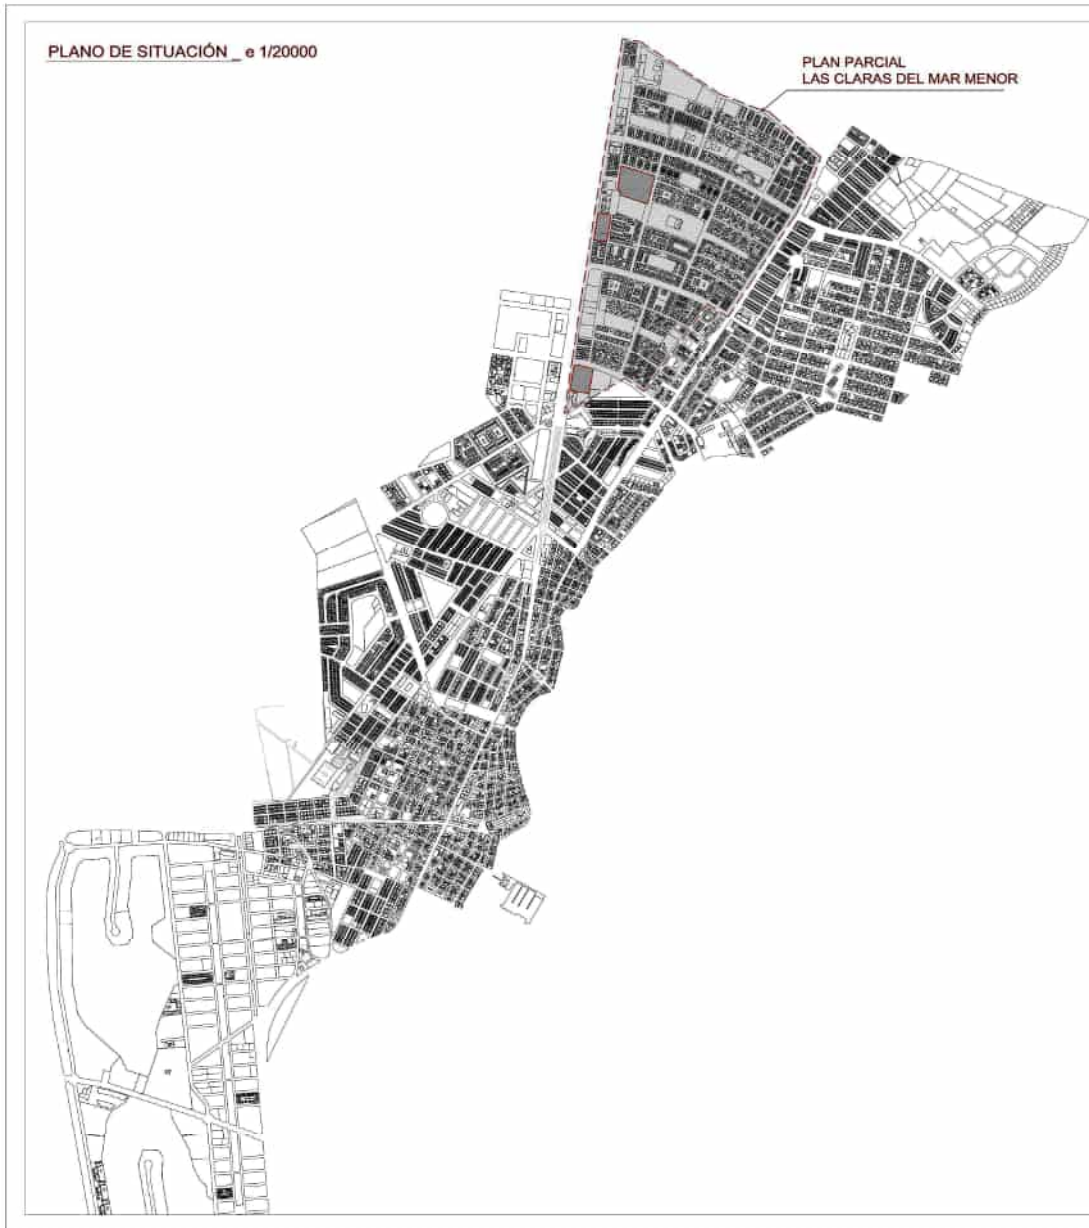 PLANO DE SITUACIÓN _ e 1/20000
PLAN PARCIAL
LAS CLARAS DEL MAR MENOR